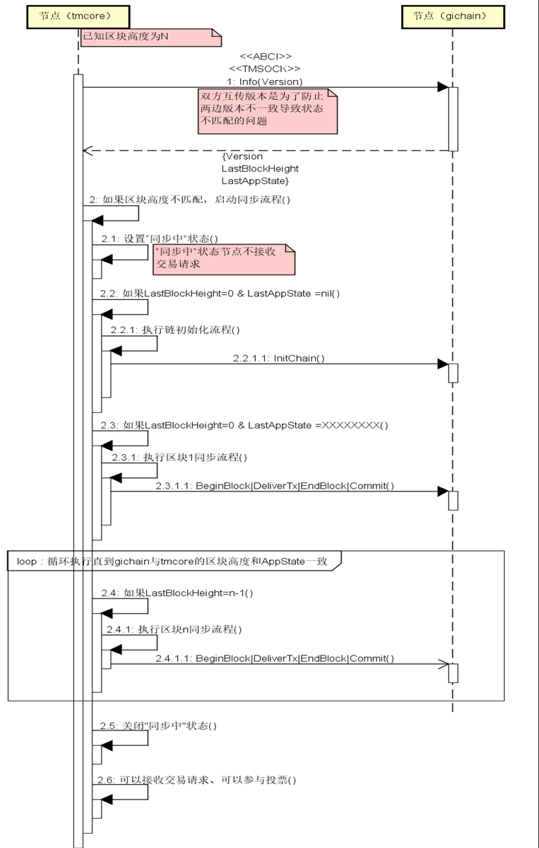 节点（tmcore）
节点（gichain）
已知区块高度为N
<<ABCI>>
<<TMSOCK>>
1: Info(Version)
双方互传版本是为了防止
两边版本不一致导致状态
不匹配的问题
{Version
LastBlockHeight
LastAppState}
2: 如果区块高度不匹配，启动同步流程()
2.1: 设置"同步中"状态()
"同步中"状态节点不接收
交易请求
2.2: 如果LastBlockHeight=0 & LastAppState =nil()
2.2.1: 执行链初始化流程()
2.2.1.1: InitChain()
2.3: 如果LastBlockHeight=0 & LastAppState =XXXXXXXX()
2.3.1: 执行区块1同步流程()
2.3.1.1: BeginBlock|DeliverTx|EndBlock|Commit()
loop : 循环执行直到gichain与tmcore的区块高度和AppState一致
2.4: 如果LastBlockHeight=n-1()
2.4.1: 执行区块n同步流程()
2.4.1.1: BeginBlock|DeliverTx|EndBlock|Commit()
2.5: 关闭"同步中"状态()
2.6: 可以接收交易请求、可以参与投票()